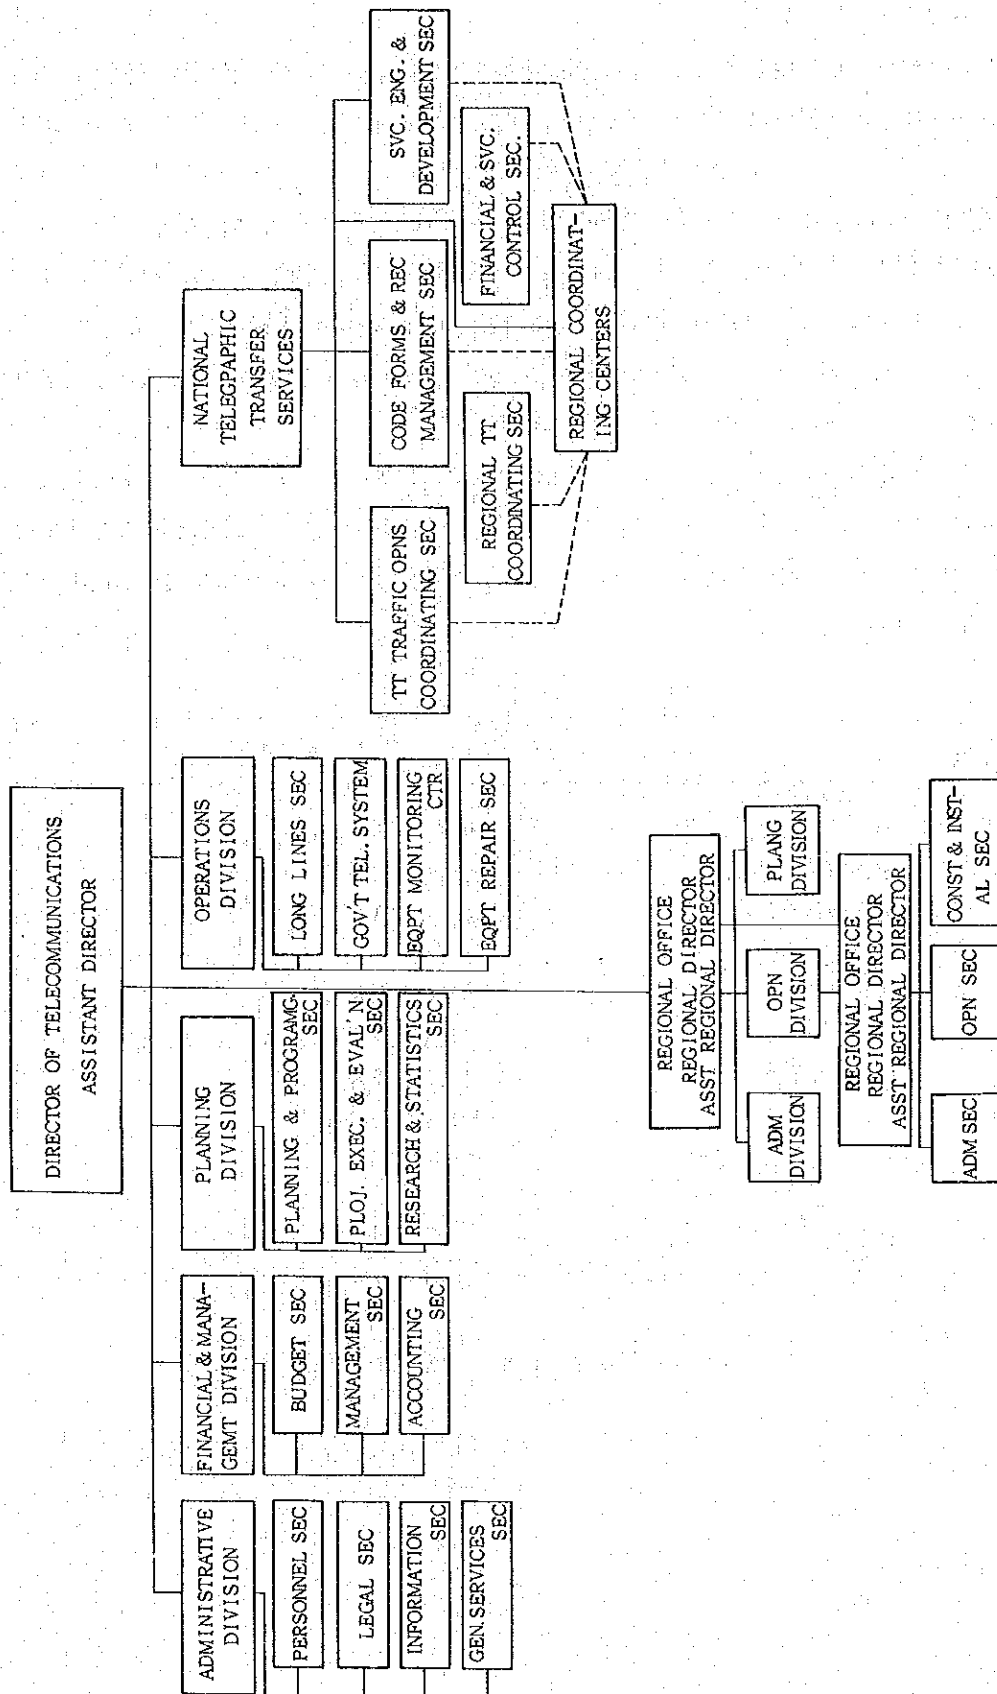 DIRECTOR OF TELECOMMUNICATIONS
ASSISTANT DIRECTOR
ADMINISTRATIVE
DIVISION
PERSONNEL SEC
LEGAL SEC
INFORMATION
SEC
GEN. SERVICES
SEC
FINANCIAL & MANA-
GEMT DIVISION
BUDGET SEC
MANAGEMENT
SEC
ACCOUNTING
SEC
PLANNING
DIVISION
PLANNING & PROGRAMG
SEC
PLOJ. EXEC. & EVAL'N
SEC
RESEARCH & STATISTICS
SEC
OPERATIONS
DIVISION
LONG LINES SEC
GOV'T TEL. SYSTEM
EQPT MONITORING
CTR
EQPT REPAIR SEC
NATIONAL
TELEGPAPHIC
TRANSFER
SERVICES
TT TRAFFIC OPNS
COORDINATING SEC
CODE FORMS & REC
MANAGEMENT SEC
SVC. ENG. &
DEVELOPMENT SEC
REGIONAL TT
COORDINATING SEC
FINANCIAL & SVC.
CONTROL SEC.
REGIONAL COORDINAT-
ING CENTERS
REGIONAL OFFICE
REGIONAL DIRECTOR
ASST REGIONAL DIRECTOR
ADM
DIVISION
OPN
DIVISION
PLANG
DIVISION
REGIONAL OFFICE
REGIONAL DIRECTOR
ASST REGIONAL DIRECTOR
ADM SEC
OPN SEC
CONST & INST-
AL SEC